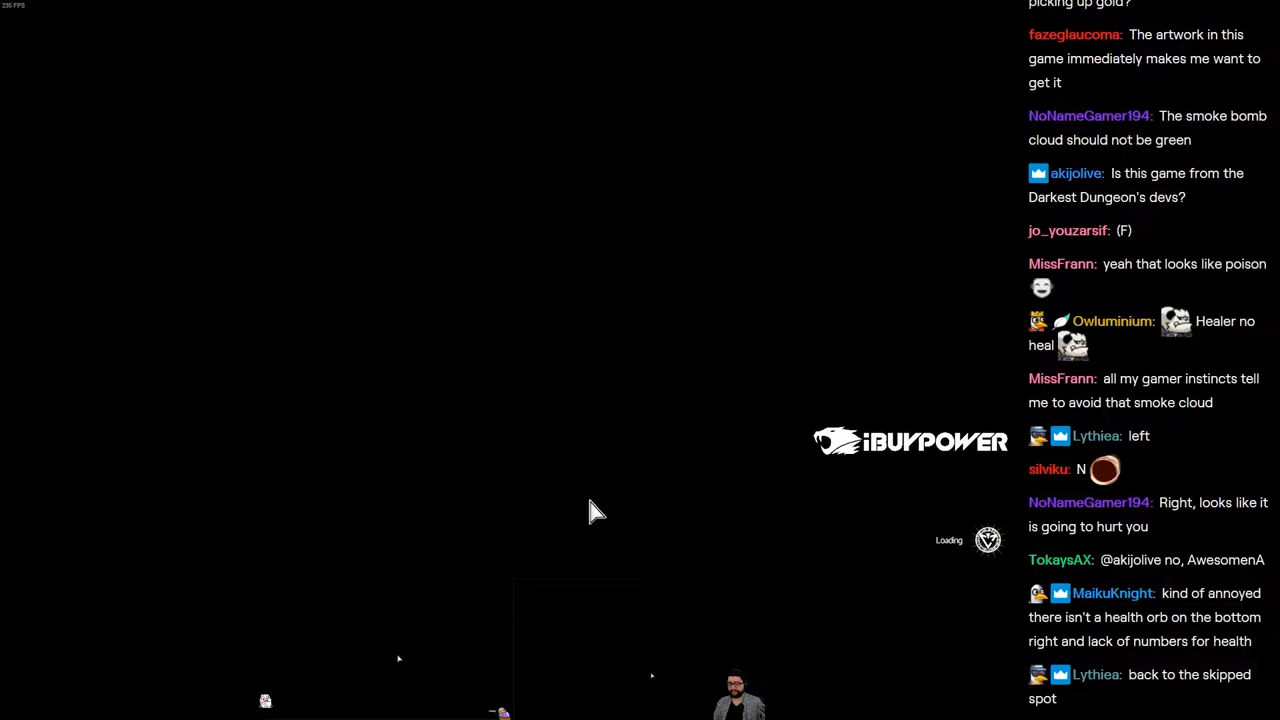 235 FPS
picking up gold?
fazeglaucoma: The artwork in this
game immediately makes me want to
get it
NoNameGamer194: The smoke bomb
cloud should not be green
akijolive: Is this game from the
Darkest Dungeon's devs?
jo_youzarsif: (F)
MissFrann: yeah that looks like poison
Owluminium: Healer no
heal
MissFrann: all my gamer instincts tell
me to avoid that smoke cloud
Lythiea: left
silviku: N
NoNameGamer194: Right, looks like it
is going to hurt you
TokaysAX: @akijolive no, AwesomenA
MaikuKnight: kind of annoyed
there isn't a health orb on the bottom
right and lack of numbers for health
Lythiea: back to the skipped
spot
iBUYPOWER
Loading